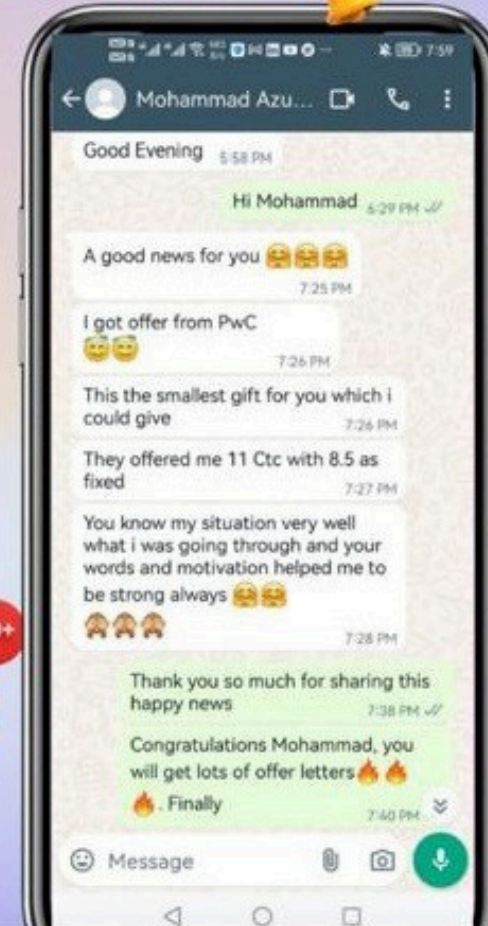 7:59
Mohammad Azu...
Good Evening 5:58 PM
Hi Mohammad 6:29 PM
A good news for you 🤗🤗🤗
7:25 PM
I got offer from PwC
😇😇
7:26 PM
This the smallest gift for you which i
could give 7:26 PM
They offered me 11 Ctc with 8.5 as
fixed 7:27 PM
You know my situation very well
what i was going through and your
words and motivation helped me to
be strong always 🤗🤗
🙈🙈🙈 7:28 PM
Thank you so much for sharing this
happy news 7:38 PM
Congratulations Mohammad, you
will get lots of offer letters🔥🔥
🔥. Finally 7:40 PM
Message